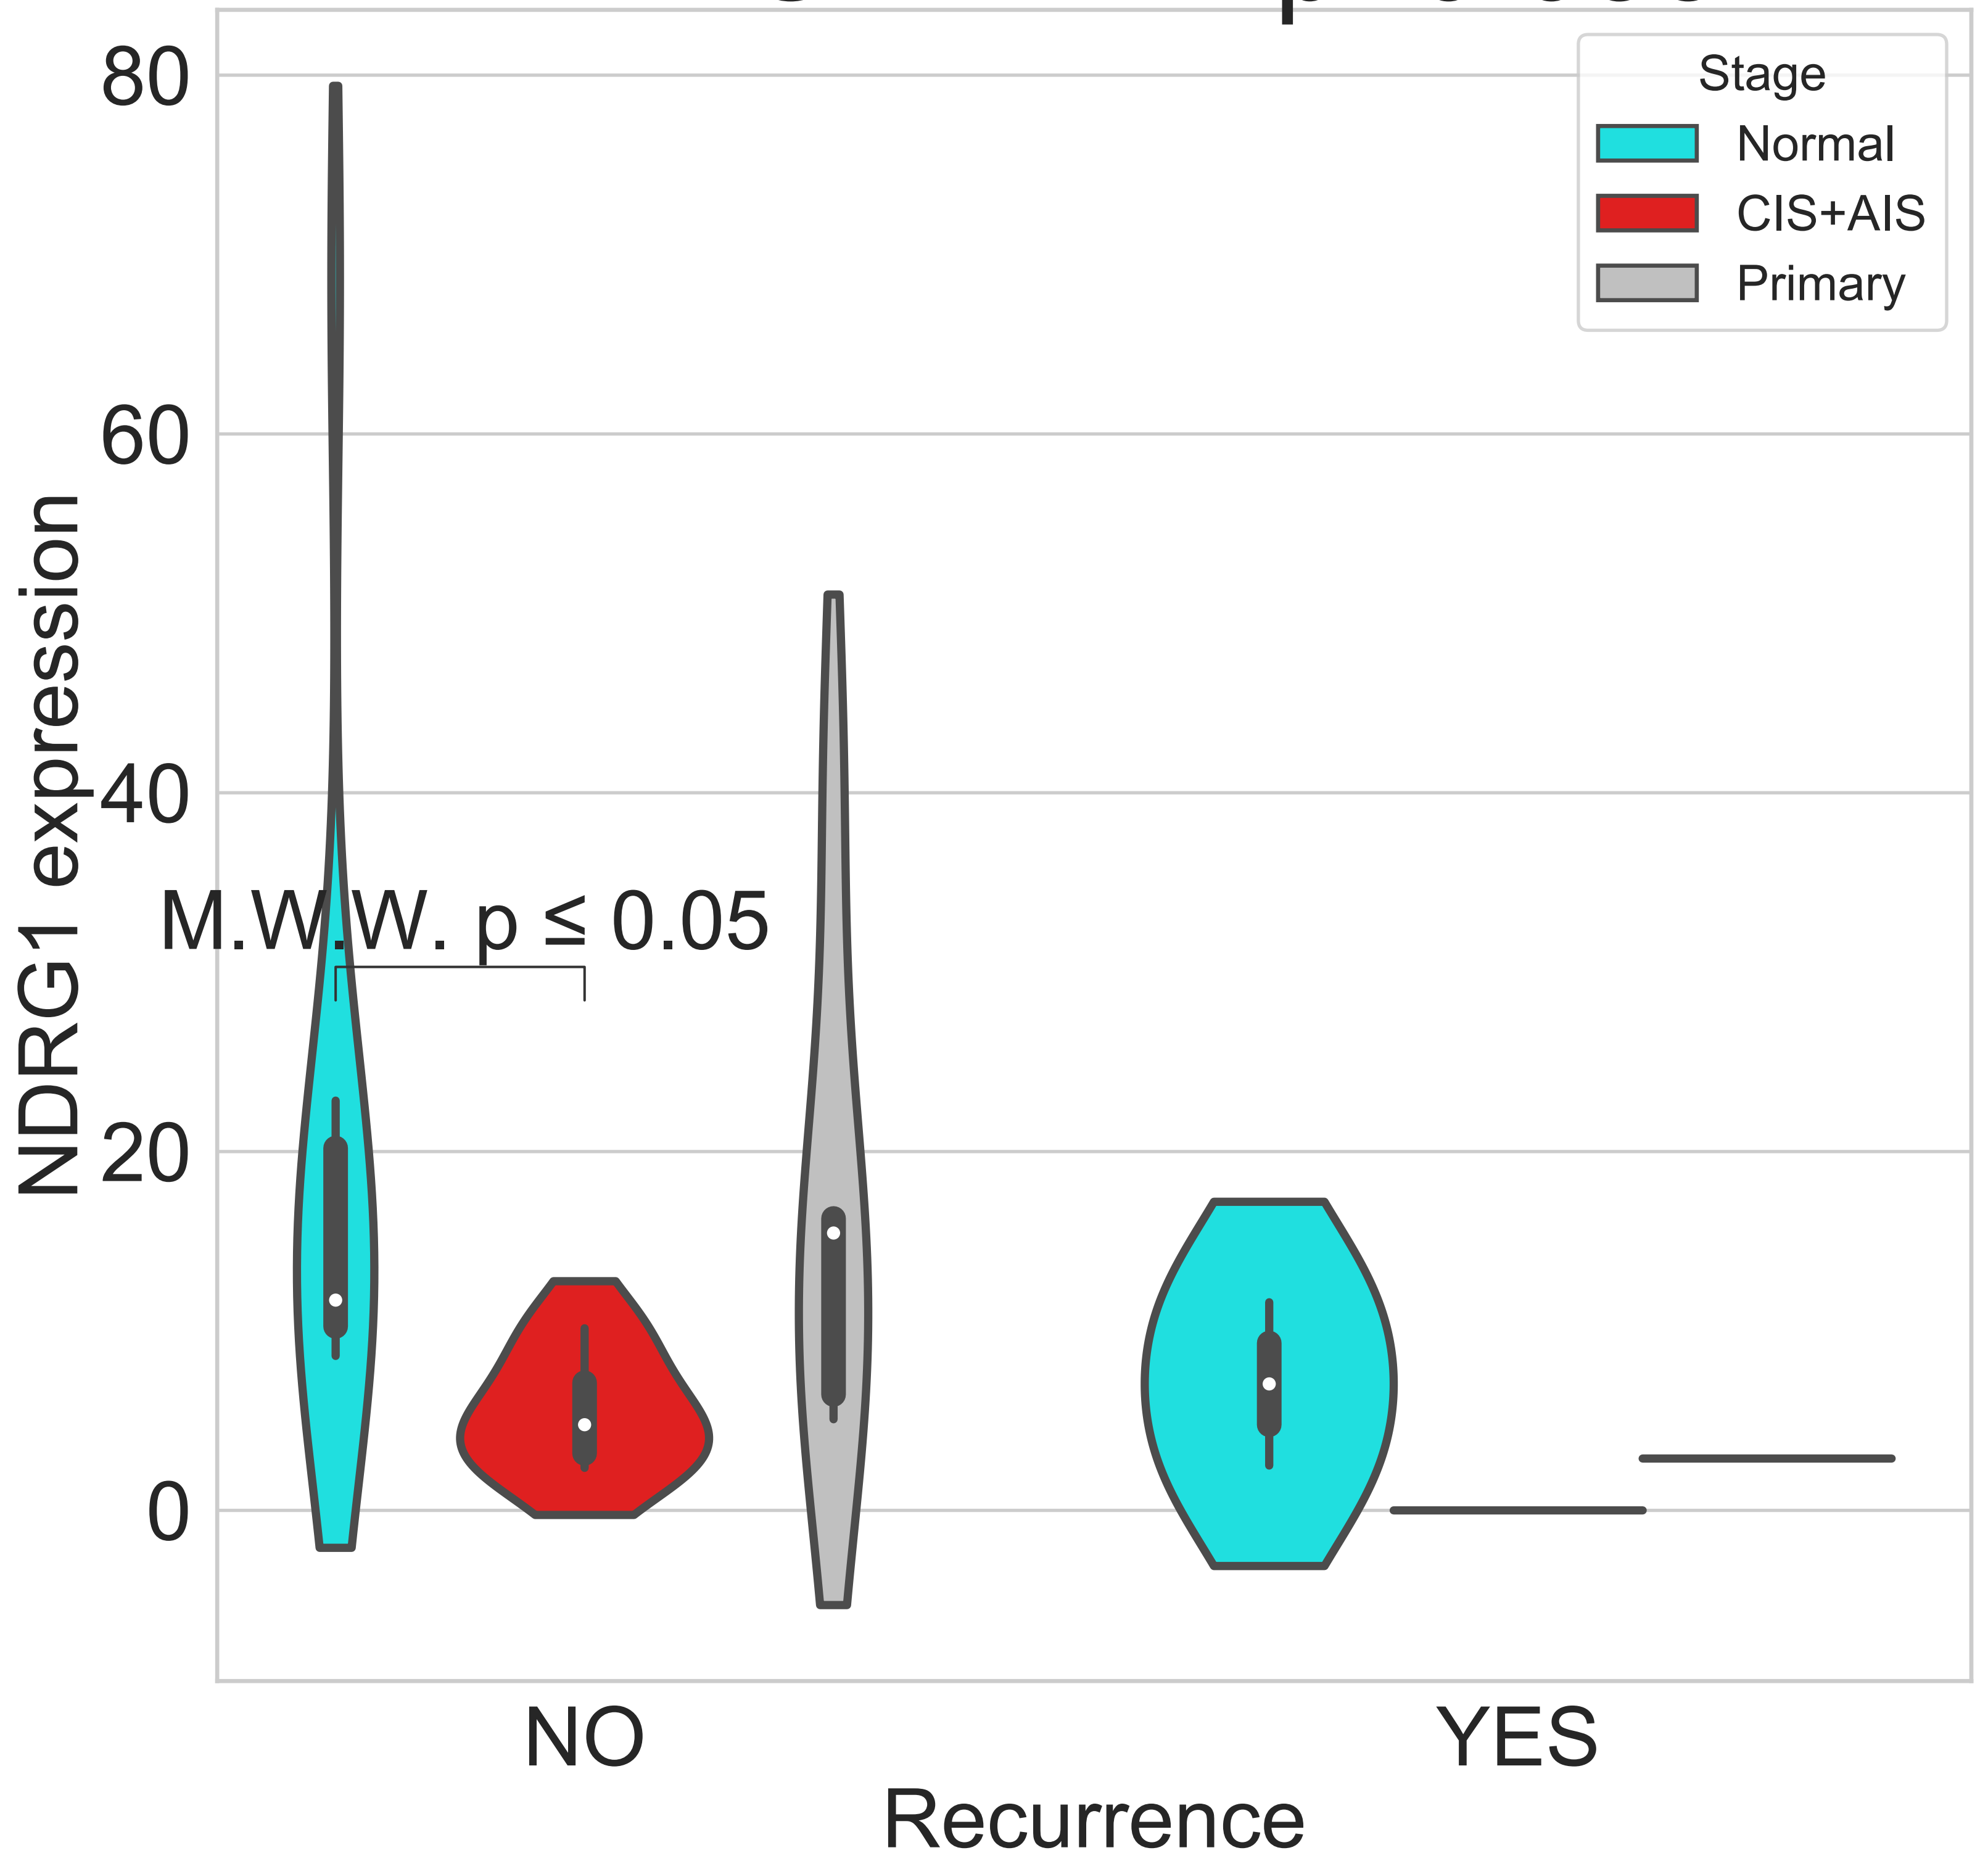 80
60
40
20
0
NDRG1 expression
Stage
Normal
CIS+AIS
Primary
M.W.W. p ≤ 0.05
NO
YES
Recurrence